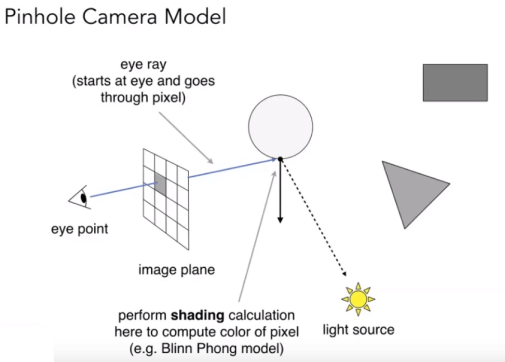 Pinhole Camera Model
eye ray
(starts at eye and goes
through pixel)
eye point
image plane
perform shading calculation
here to compute color of pixel
(e.g. Blinn Phong model)
light source